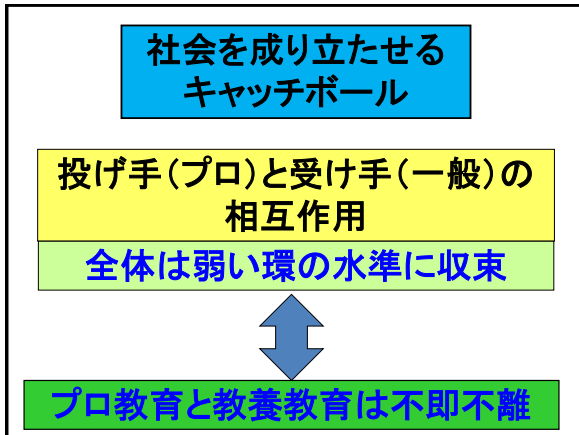 社会を成り立たせる
キャッチボール
投げ手(プロ)と受け手(一般)の
相互作用
全体は弱い環の水準に収束
プロ教育と教養教育は不即不離